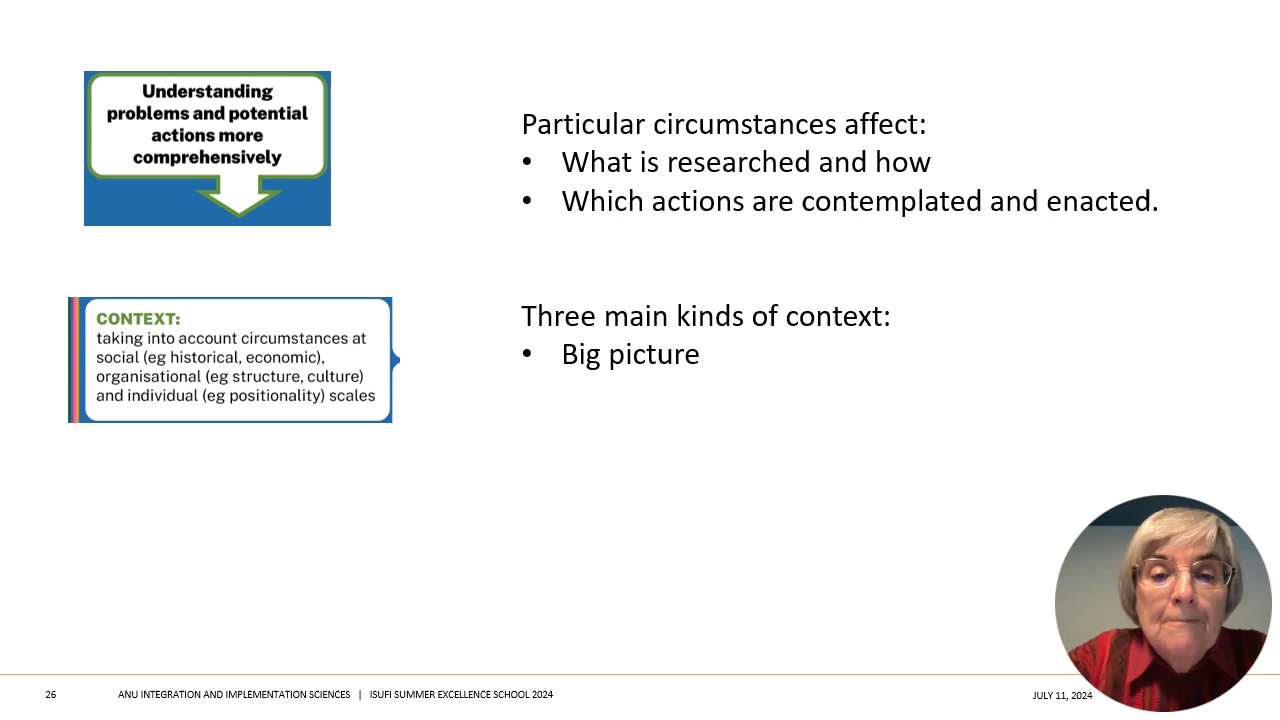 Understanding
problems and potential
actions more
comprehensively
Particular circumstances affect:
• What is researched and how
• Which actions are contemplated and enacted.
CONTEXT:
taking into account circumstances at
social (eg historical, economic),
organisational (eg structure, culture)
and individual (eg positionality) scales
Three main kinds of context:
• Big picture
26 ANU INTEGRATION AND IMPLEMENTATION SCIENCES | ISUFI SUMMER EXCELLENCE SCHOOL 2024 JULY 11, 2024